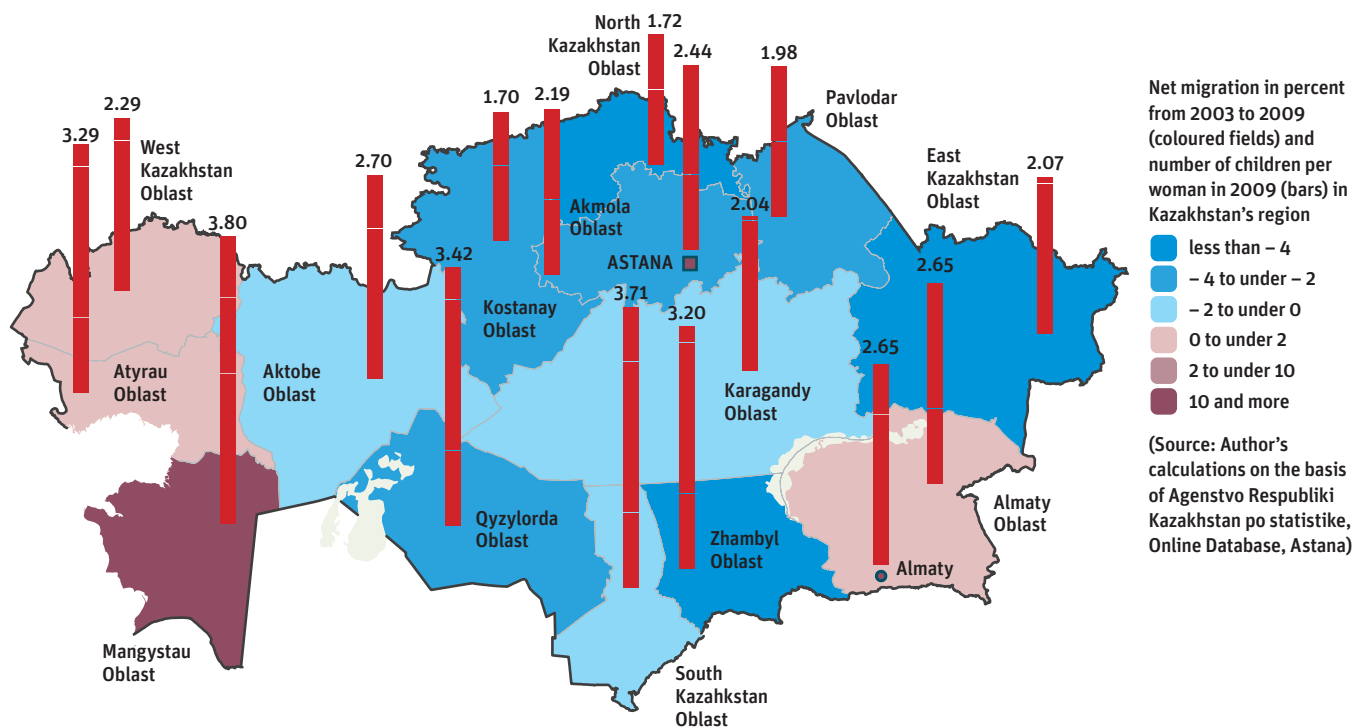 North
Kazakhstan
Oblast
1.72
2.44
1.98
Pavlodar
Oblast
1.70
2.19
2.29
3.29
West
Kazakhstan
Oblast
2.70
3.80
Akmola
Oblast
East
Kazakhstan
Oblast
2.07
2.04
ASTANA
3.42
Kostanay
Oblast
3.71
3.20
2.65
2.65
Atyrau
Oblast
Aktobe
Oblast
Karagandy
Oblast
Qyzylorda
Oblast
Zhambyl
Oblast
Almaty
Oblast
Almaty
Mangystau
Oblast
South
Kazahkstan
Oblast
Net migration in percent
from 2003 to 2009
(coloured fields) and
number of children per
woman in 2009 (bars) in
Kazakhstan’s region
less than – 4
– 4 to under – 2
– 2 to under 0
0 to under 2
2 to under 10
10 and more
(Source: Author’s
calculations on the basis
of Agenstvo Respubliki
Kazakhstan po statistike,
Online Database, Astana)